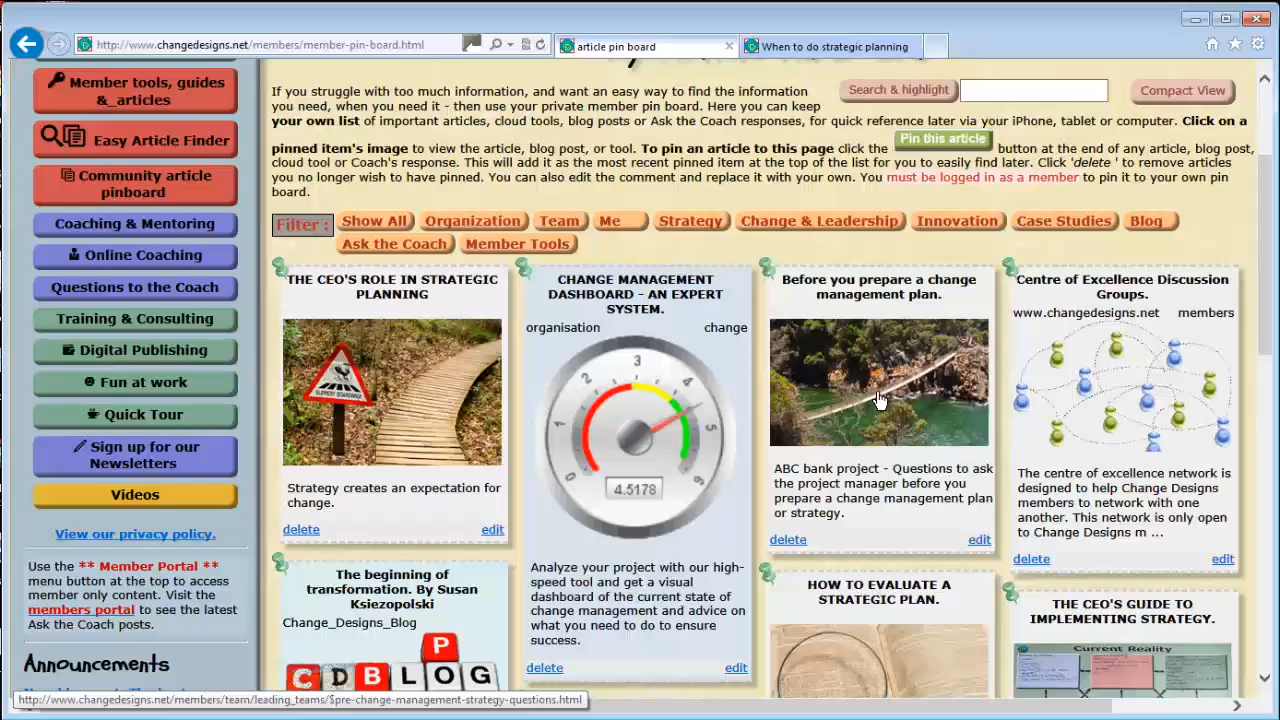 http://www.changedesigns.net/members/member-pin-board.html
article pin board
When to do strategic planning
Member tools, guides
&_articles
Easy Article Finder
Community article
pinboard
Coaching & Mentoring
Online Coaching
Questions to the Coach
Training & Consulting
Digital Publishing
Fun at work
Quick Tour
Sign up for our
Newsletters
Videos
View our privacy policy.
Use the ** Member Portal **
menu button at the top to access
member only content. Visit the
members portal to see the latest
Ask the Coach posts.
Announcements
If you struggle with too much information, and want an easy way to find the information
you need, when you need it - then use your private member pin board. Here you can keep
your own list of important articles, cloud tools, blog posts or Ask the Coach responses, for quick reference later via your iPhone, tablet or computer. Click on a
pinned item's image to view the article, blog post, or tool. To pin an article to this page click the Pin this article button at the end of any article, blog post,
cloud tool or Coach's response. This will add it as the most recent pinned item at the top of the list for you to easily find later. Click 'delete ' to remove articles
you no longer wish to have pinned. You can also edit the comment and replace it with your own. You must be logged in as a member to pin it to your own pin
board.
Search & highlight
Compact View
Filter :
Show All
Organization
Team
Me
Strategy
Change & Leadership
Innovation
Case Studies
Blog
Ask the Coach
Member Tools
THE CEO'S ROLE IN STRATEGIC
PLANNING
SLIPPERY BOARDWALK
Strategy creates an expectation for
change.
delete edit
The beginning of
transformation. By Susan
Ksiezopolski
Change_Designs_Blog
P
CDBLOG
CHANGE MANAGEMENT
DASHBOARD - AN EXPERT
SYSTEM.
organisation change
0 1 2 3 4 5 6
4.5178
Analyze your project with our high-
speed tool and get a visual
dashboard of the current state of
change management and advice on
what you need to do to ensure
success.
delete edit
Before you prepare a change
management plan.
ABC bank project - Questions to ask
the project manager before you
prepare a change management plan
or strategy.
delete edit
HOW TO EVALUATE A
STRATEGIC PLAN.
Centre of Excellence Discussion
Groups.
www.changedesigns.net members
The centre of excellence network is
designed to help Change Designs
members to network with one
another. This network is only open
to Change Designs m ...
delete edit
THE CEO'S GUIDE TO
IMPLEMENTING STRATEGY.
Current Reality
http://www.changedesigns.net/members/team/leading_teams/$pre-change-management-strategy-questions.html